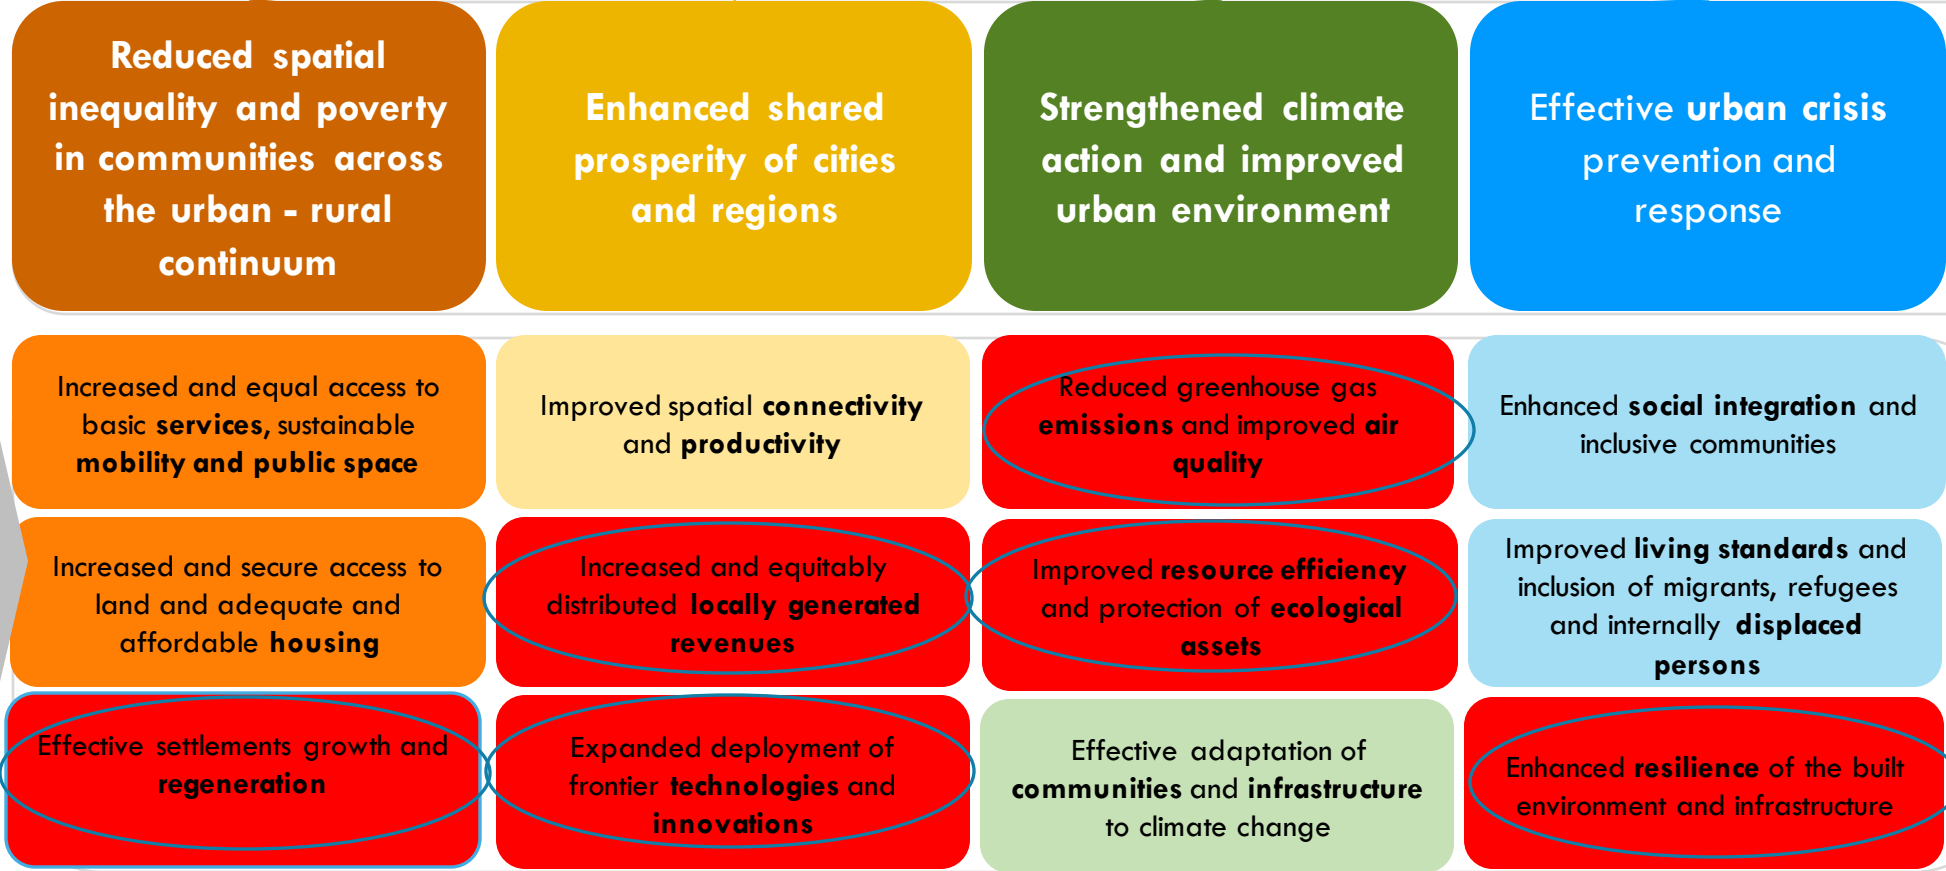 Reduced spatial
inequality and poverty
in communities across
the urban - rural
continuum
Enhanced shared
prosperity of cities
and regions
Strengthened climate
action and improved
urban environment
Effective urban crisis
prevention and
response
Increased and equal access to
basic services, sustainable
mobility and public space
Improved spatial connectivity
and productivity
Reduced greenhouse gas
emissions and improved air
quality
Enhanced social integration and
inclusive communities
Increased and secure access to
land and adequate and
affordable housing
Increased and equitably
distributed locally generated
revenues
Improved resource efficiency
and protection of ecological
assets
Improved living standards and
inclusion of migrants, refugees
and internally displaced
persons
Effective settlements growth and
regeneration
Expanded deployment of
frontier technologies and
innovations
Effective adaptation of
communities and infrastructure
to climate change
Enhanced resilience of the built
environment and infrastructure